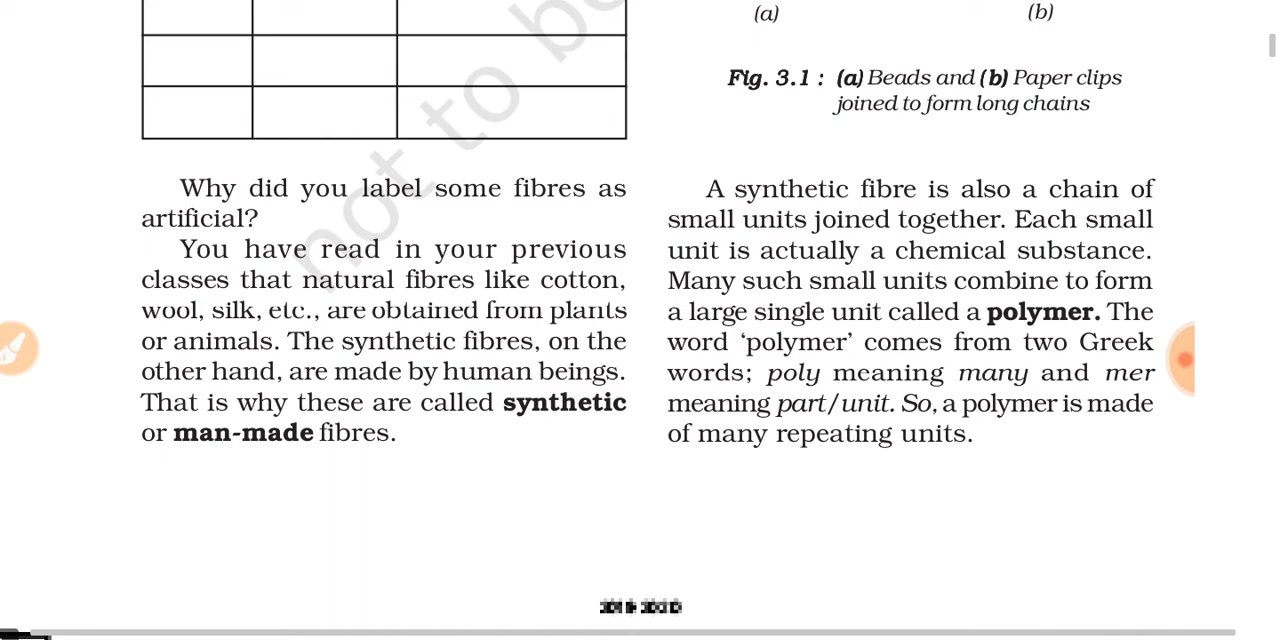 (a)
(b)
Fig. 3.1 : (a) Beads and (b) Paper clips
joined to form long chains
not to be
Why did you label some fibres as
artificial?
You have read in your previous
classes that natural fibres like cotton,
wool, silk, etc., are obtained from plants
or animals. The synthetic fibres, on the
other hand, are made by human beings.
That is why these are called synthetic
or man-made fibres.
A synthetic fibre is also a chain of
small units joined together. Each small
unit is actually a chemical substance.
Many such small units combine to form
a large single unit called a polymer. The
word ‘polymer’ comes from two Greek
words; poly meaning many and mer
meaning part/unit. So, a polymer is made
of many repeating units.